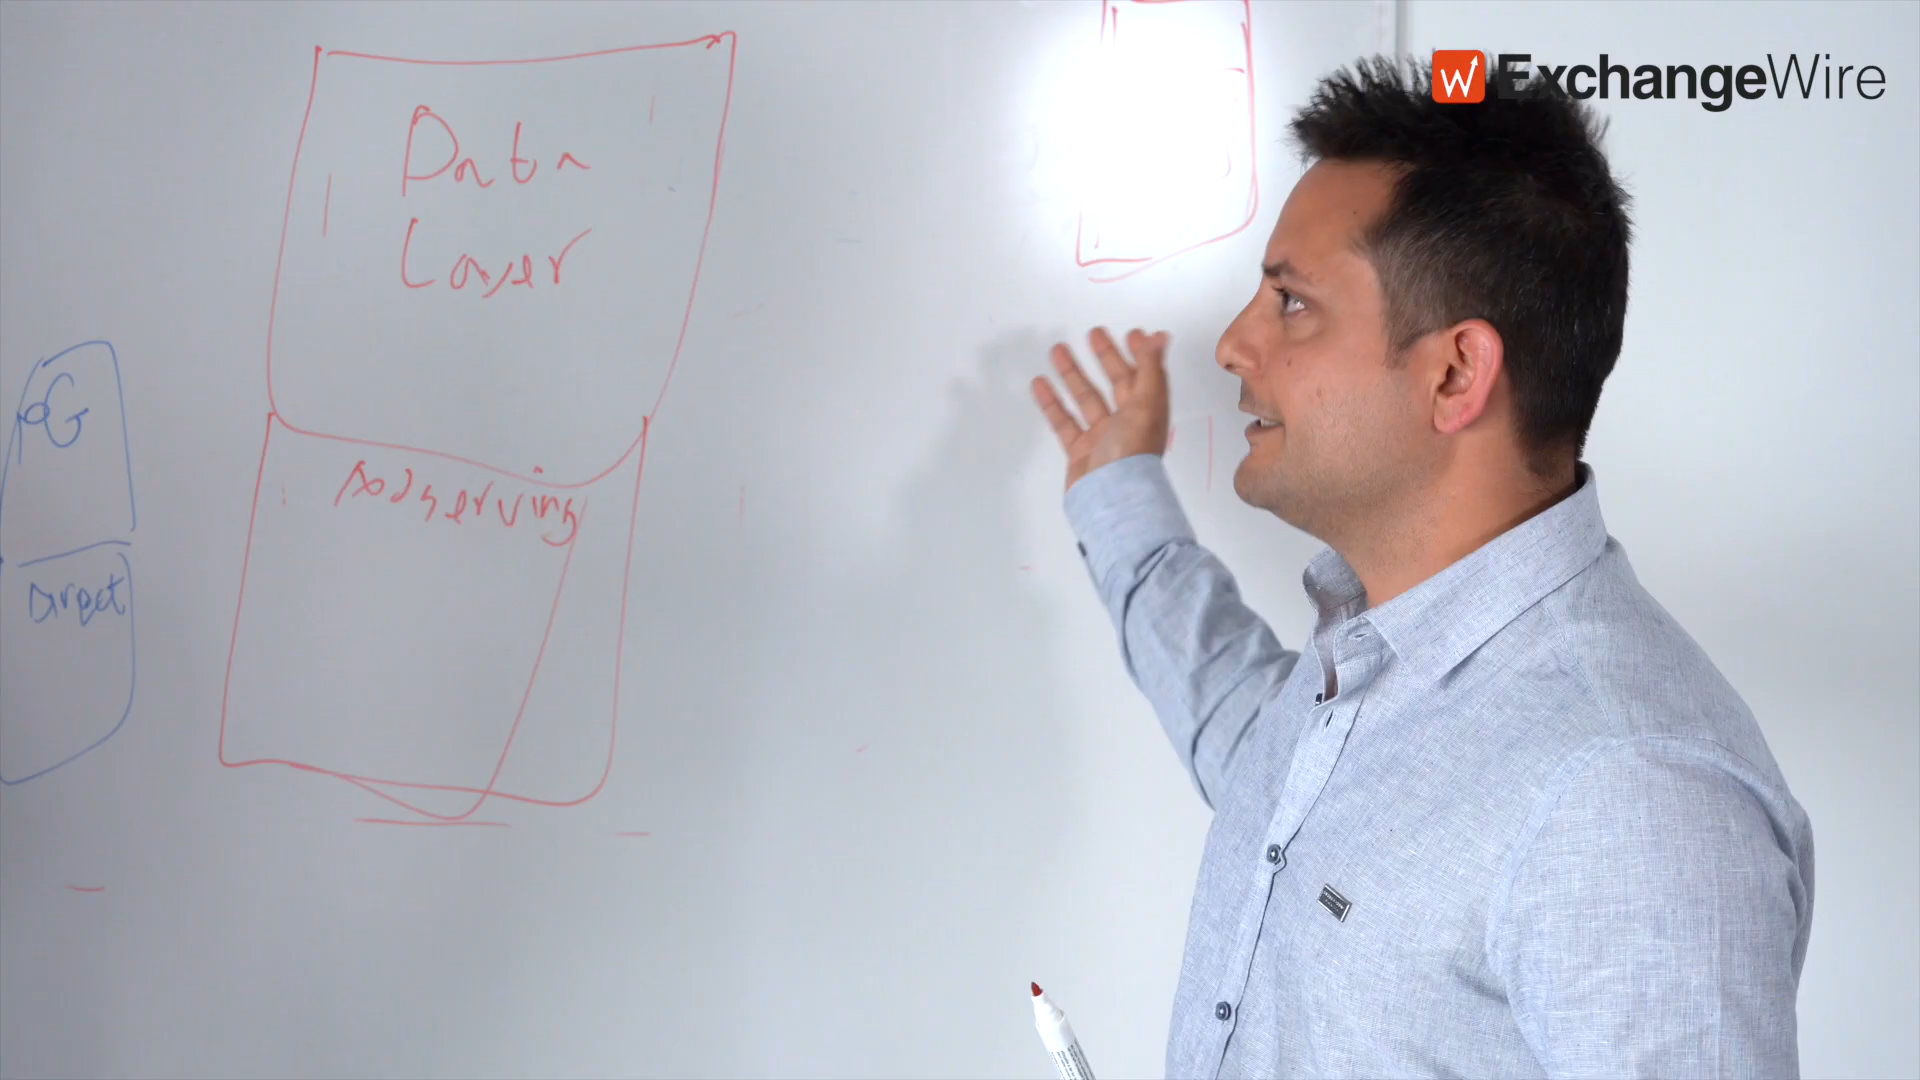 ExchangeWire
Data
Layer
Adserving
PG
Direct